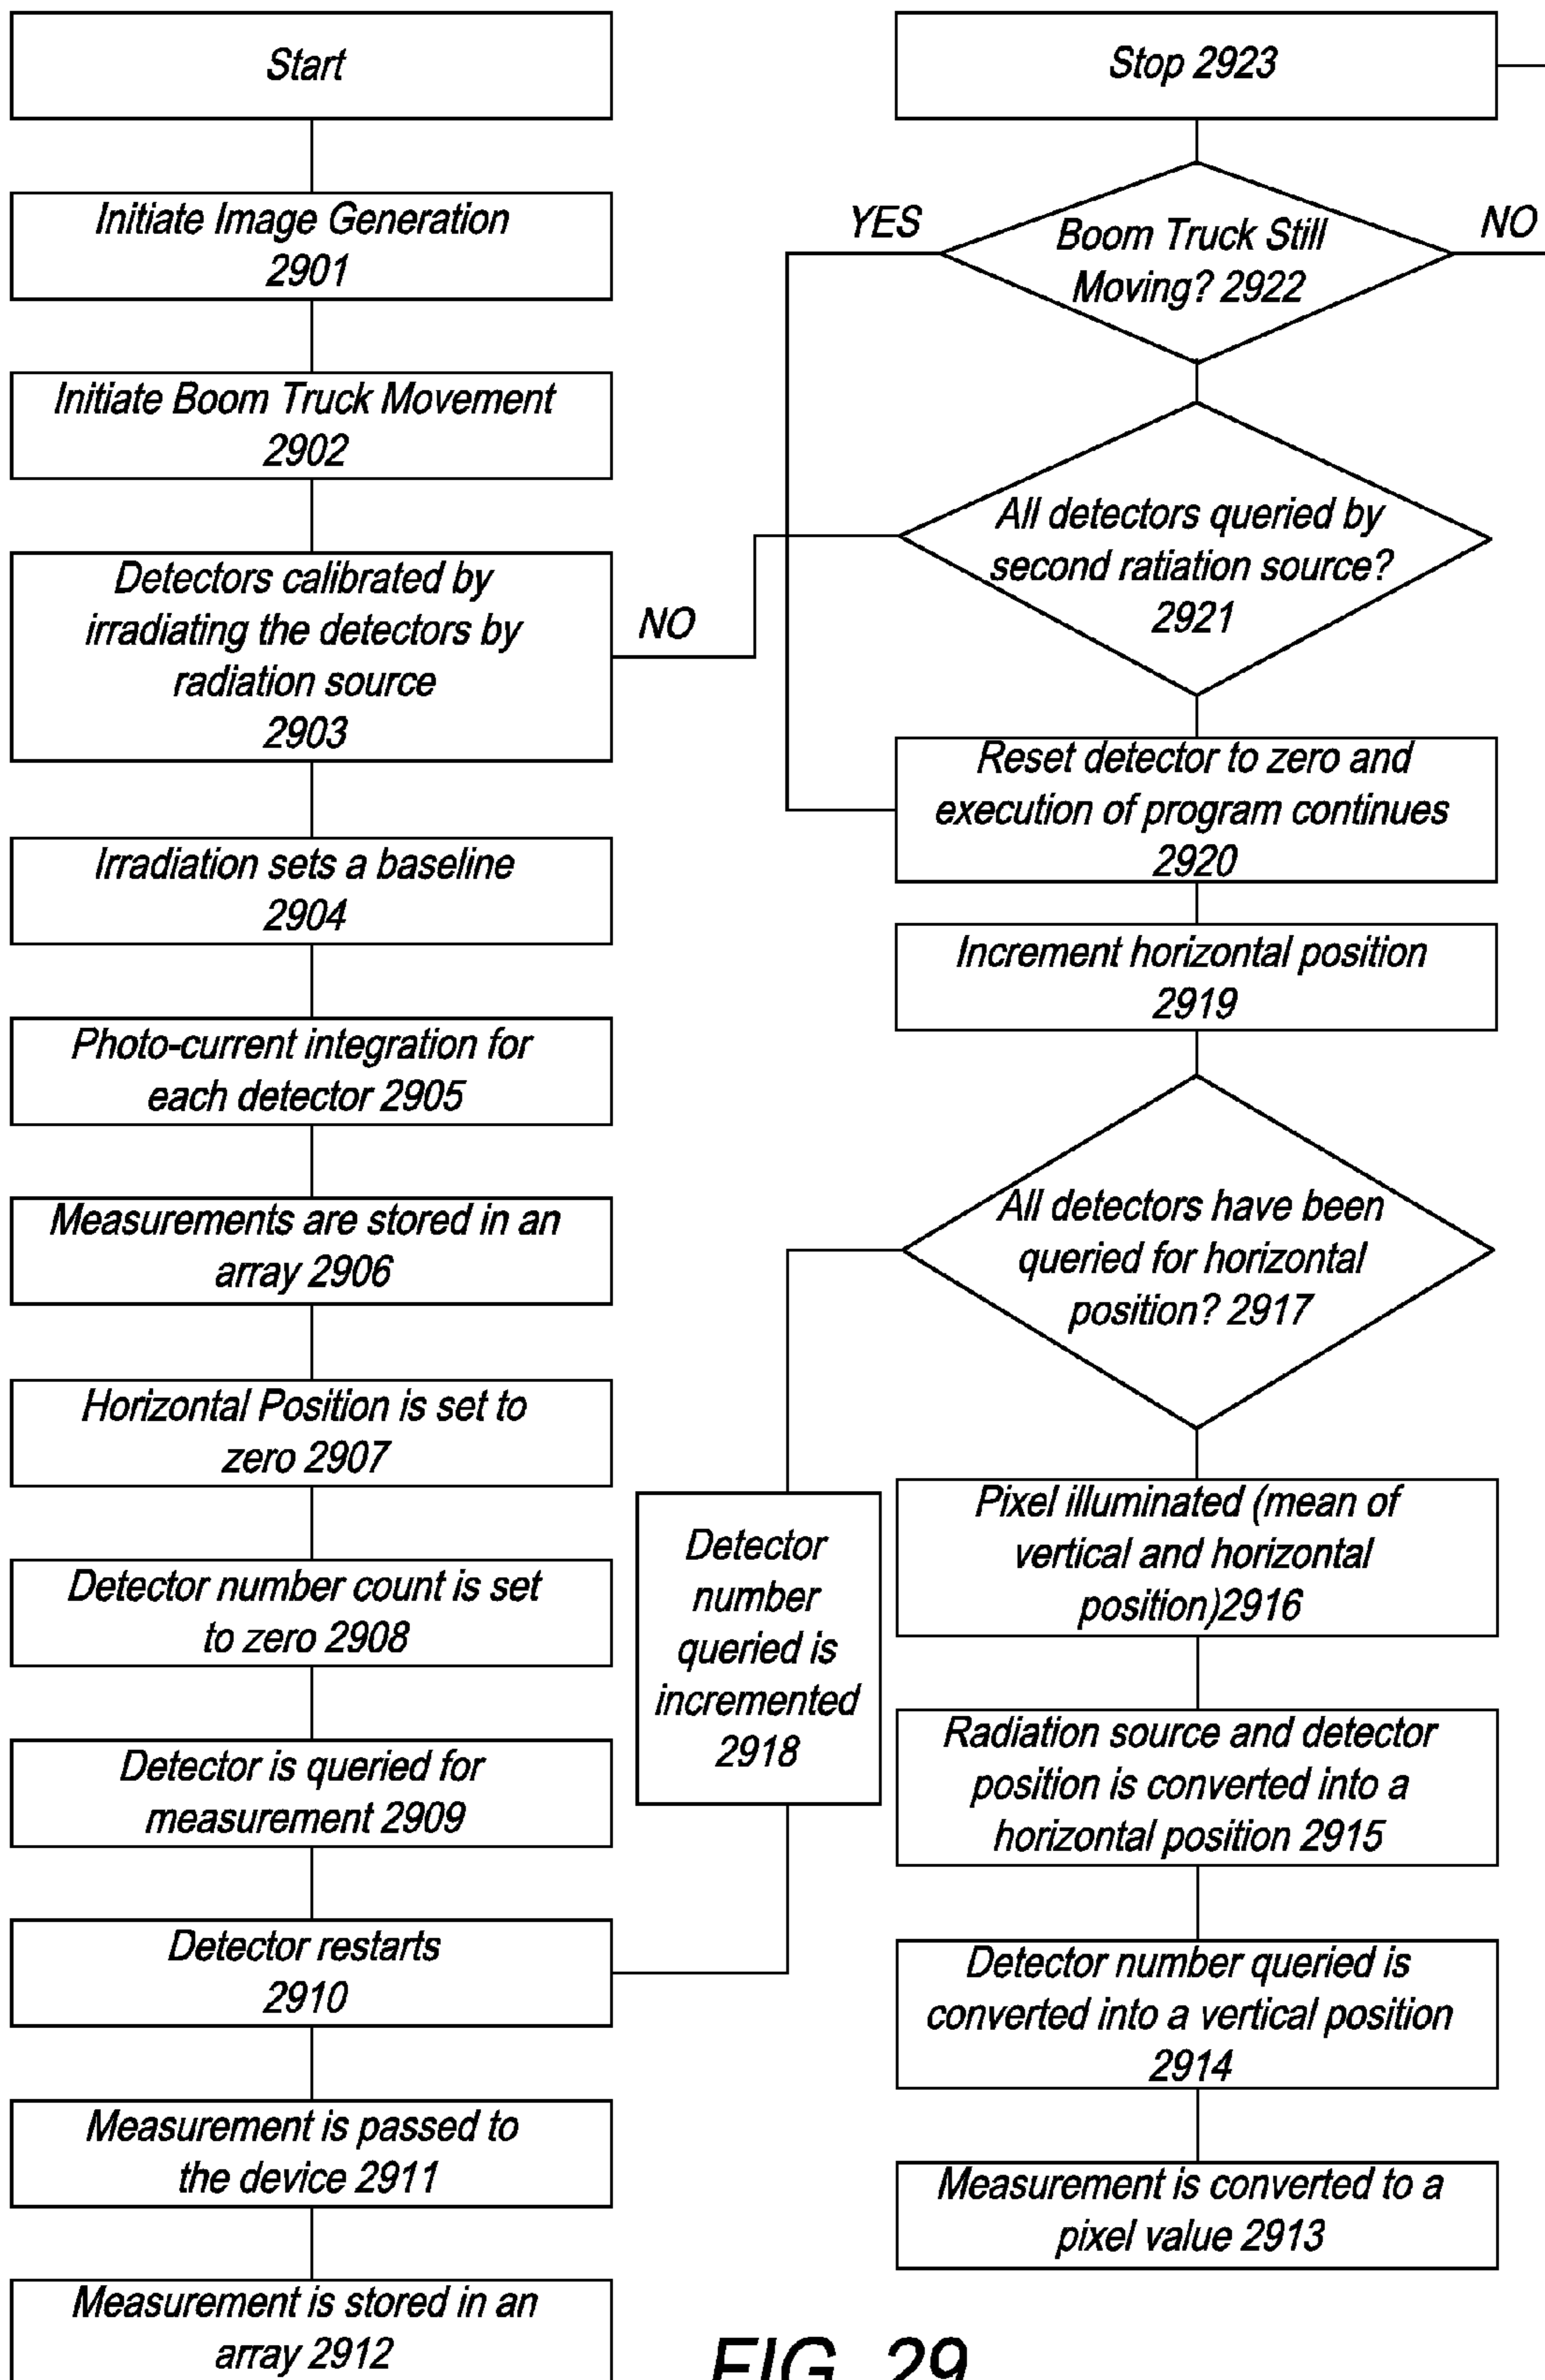 Start
Initiate Image Generation
2901
Initiate Boom Truck Movement
2902
Detectors calibrated by
irradiating the detectors by
radiation source
2903
NO
Irradiation sets a baseline
2904
Photo-current integration for
each detector 2905
Measurements are stored in an
array 2906
Horizontal Position is set to
zero 2907
Detector number count is set
to zero 2908
Detector is queried for
measurement 2909
Detector restarts
2910
Measurement is passed to
the device 2911
Measurement is stored in an
array 2912
Detector
number
queried is
incremented
2918
Stop 2923
YES
Boom Truck Still
Moving? 2922
NO
All detectors queried by
second ratiation source?
2921
Reset detector to zero and
execution of program continues
2920
Increment horizontal position
2919
All detectors have been
queried for horizontal
position? 2917
Pixel illuminated (mean of
vertical and horizontal
position)2916
Radiation source and detector
position is converted into a
horizontal position 2915
Detector number queried is
converted into a vertical position
2914
Measurement is converted to a
pixel value 2913
FIG. 29